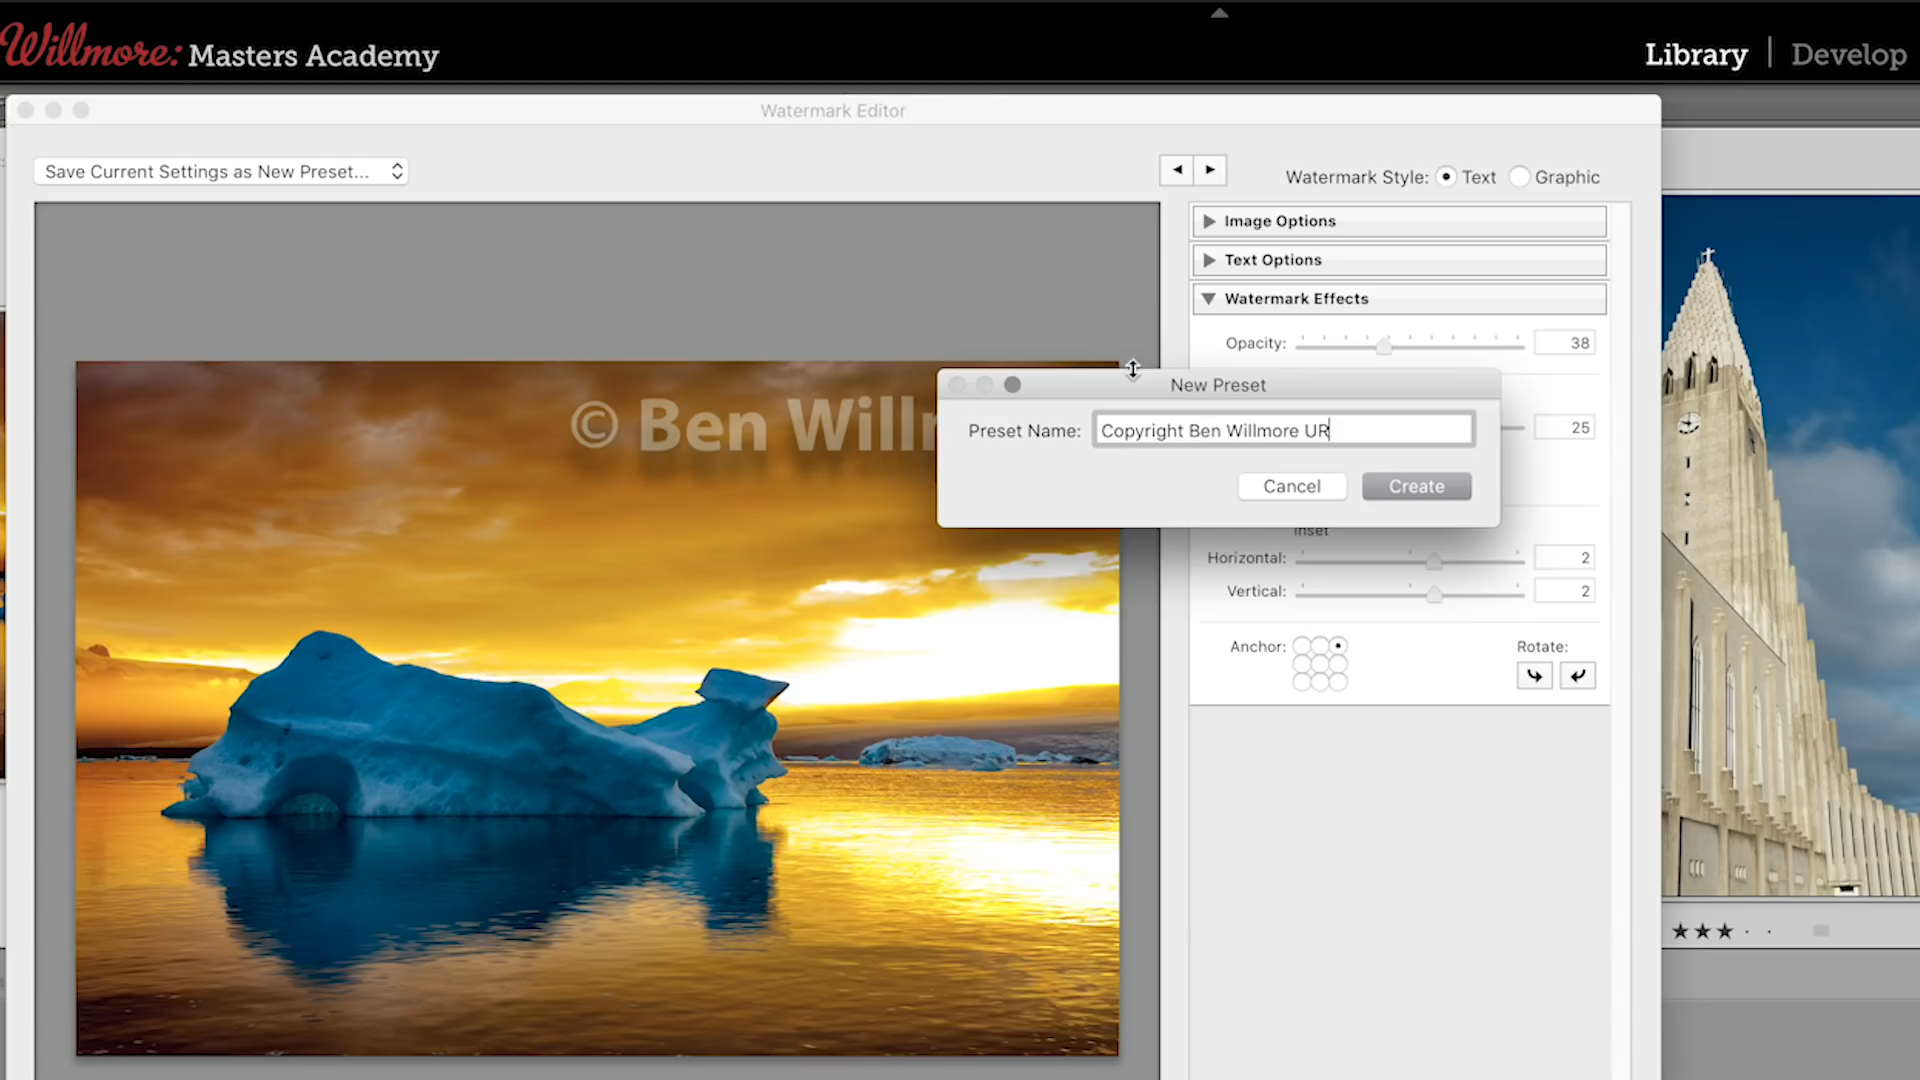 Willmore: Masters Academy
Library | Develop
Watermark Editor
Save Current Settings as New Preset...
Watermark Style: Text Graphic
Image Options
Text Options
Watermark Effects
Opacity: 38
© Ben Willm
New Preset
Preset Name: Copyright Ben Willmore UR
25
Cancel Create
Inset
Horizontal: 2
Vertical: 2
Anchor: Rotate: